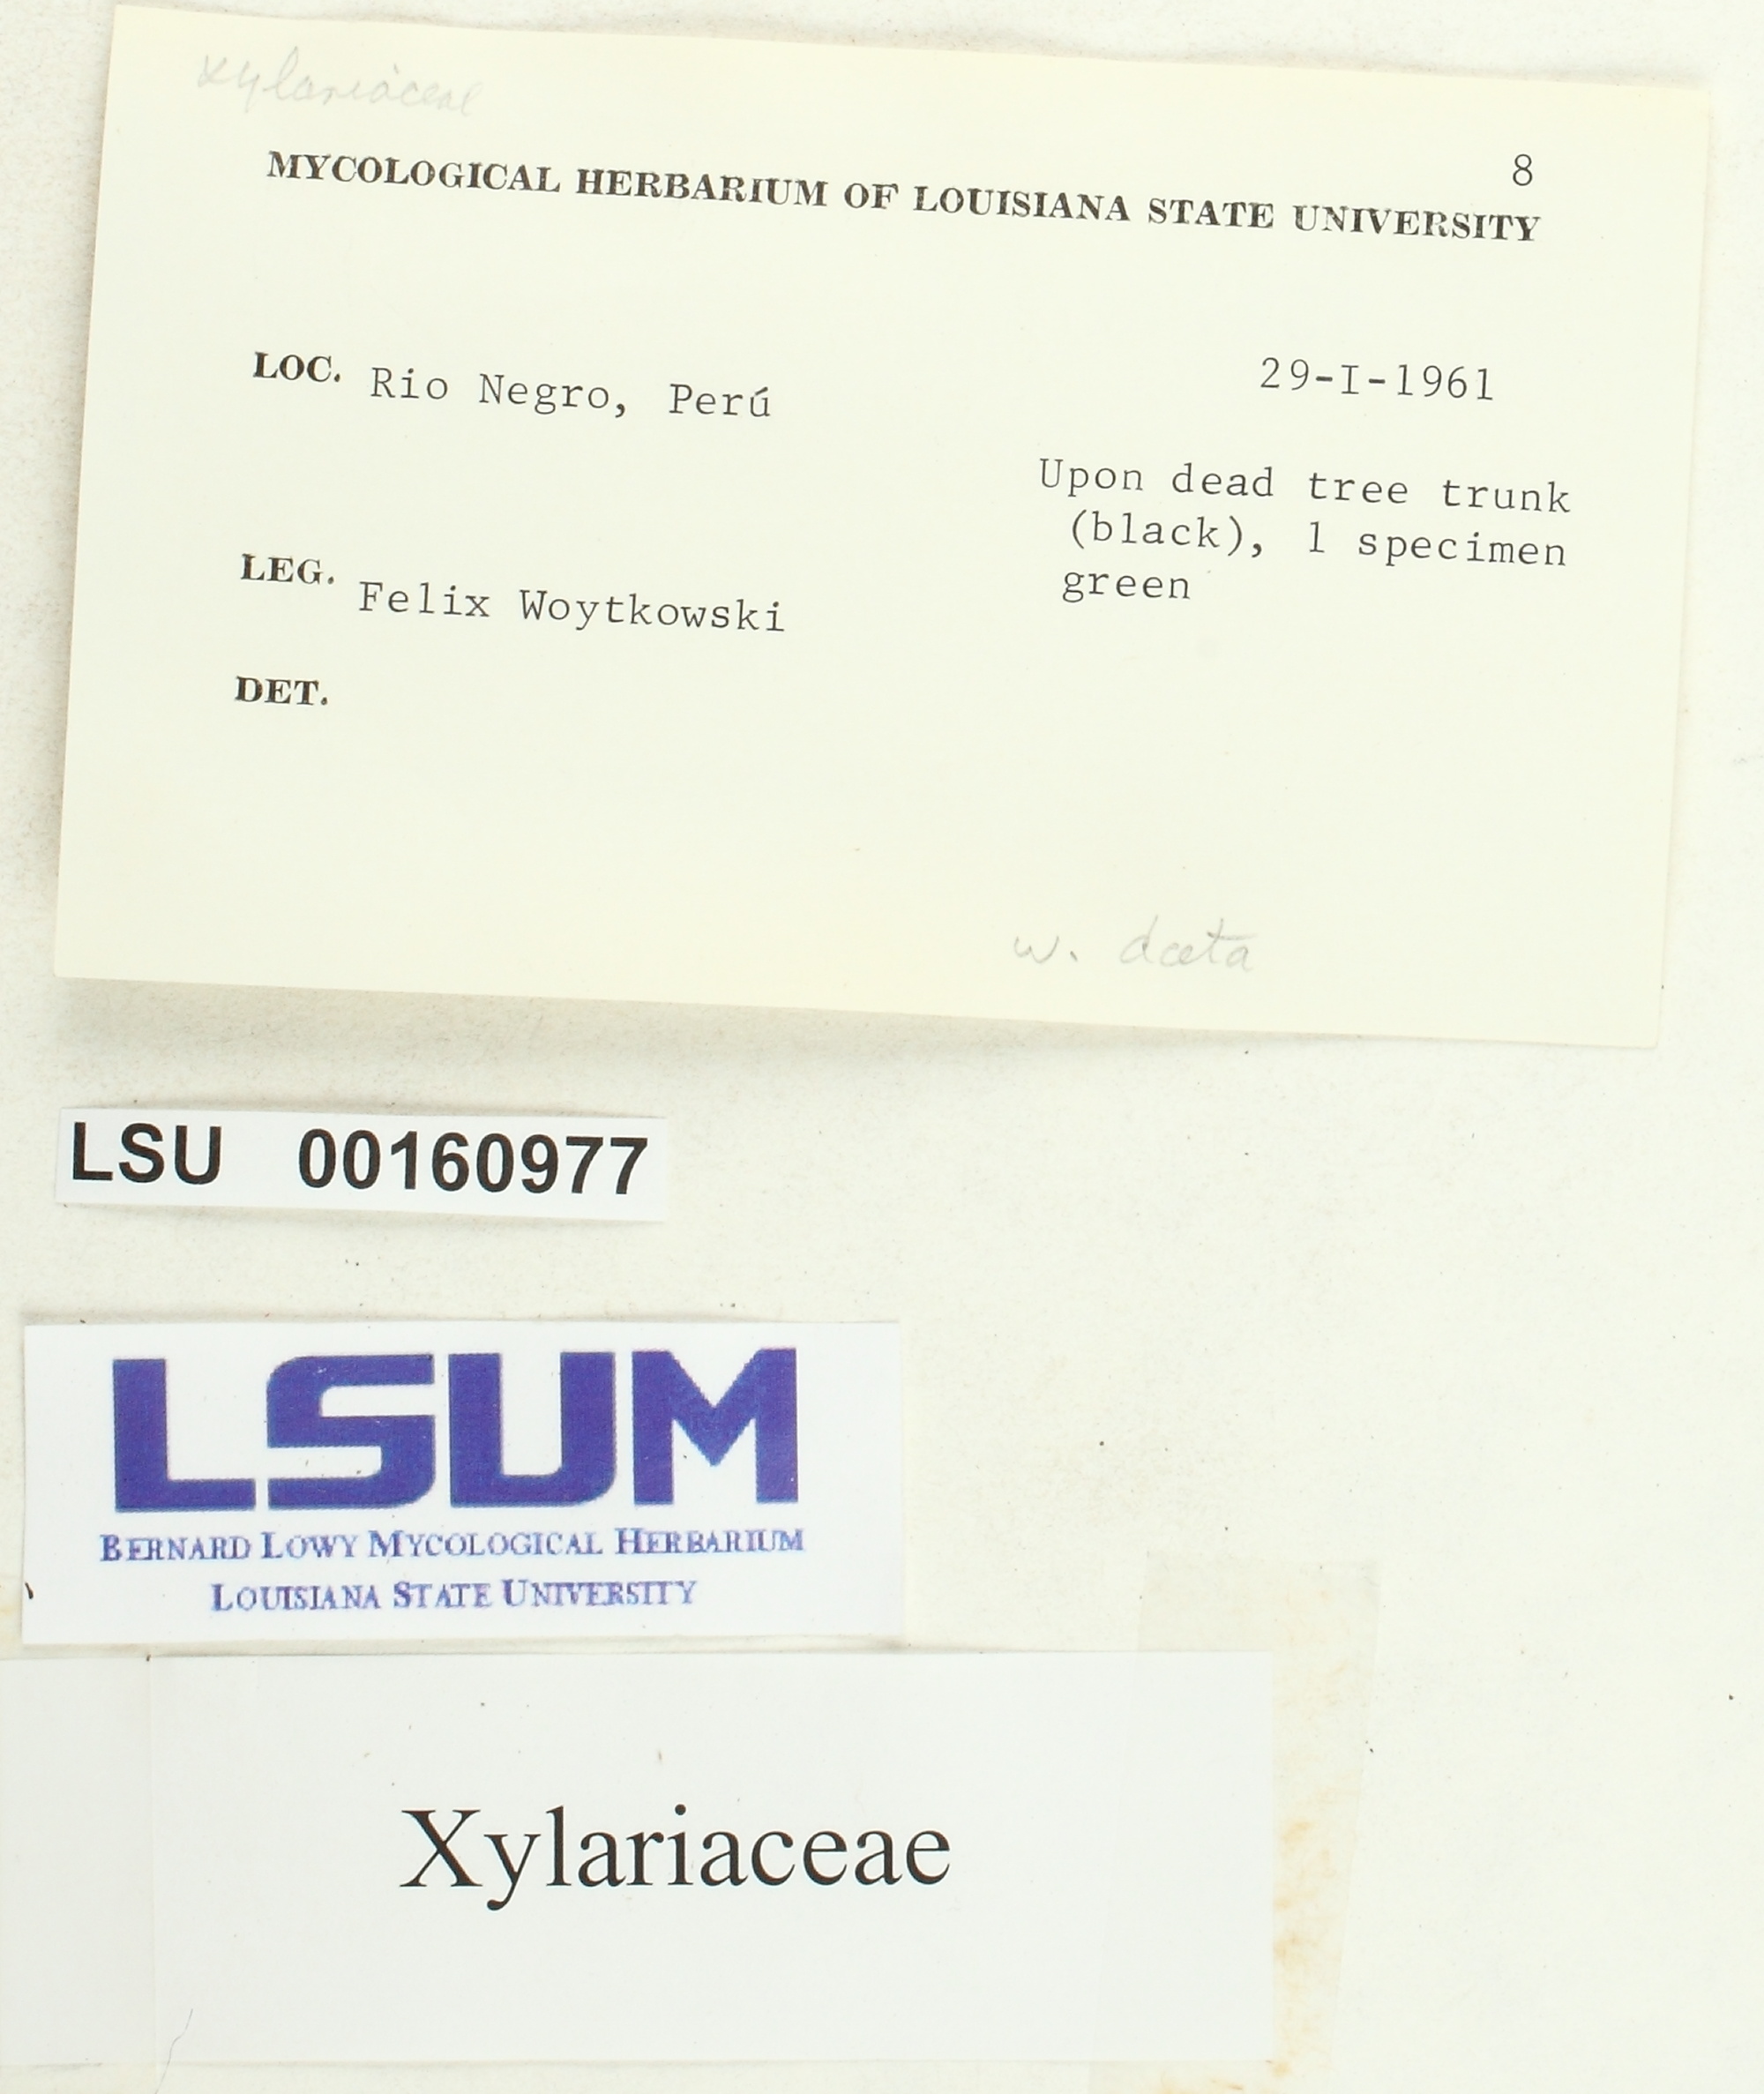 xylariaceae
8
MYCOLOGICAL HERBARIUM OF LOUISIANA STATE UNIVERSITY
LOC. Rio Negro, Perú
29-I-1961
Upon dead tree trunk
(black), 1 specimen
green
LEG. Felix Woytkowski
DET.
w. data
LSU 00160977
LSUM
BERNARD LOWY MYCOLOGICAL HERBARIUM
LOUISIANA STATE UNIVERSITY
Xylariaceae